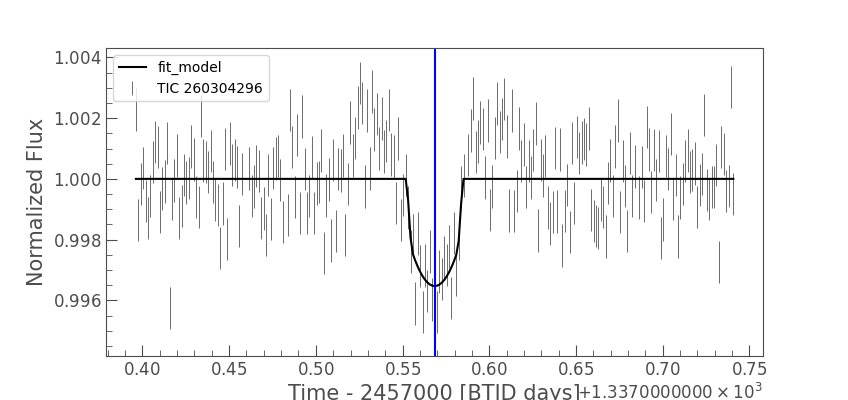 1.004
1.002
1.000
0.998
0.996
Normalized Flux
fit_model
TIC 260304296
0.40 0.45 0.50 0.55 0.60 0.65 0.70 0.75
Time - 2457000 [BTJD days]
+1.3370000000 × 10³